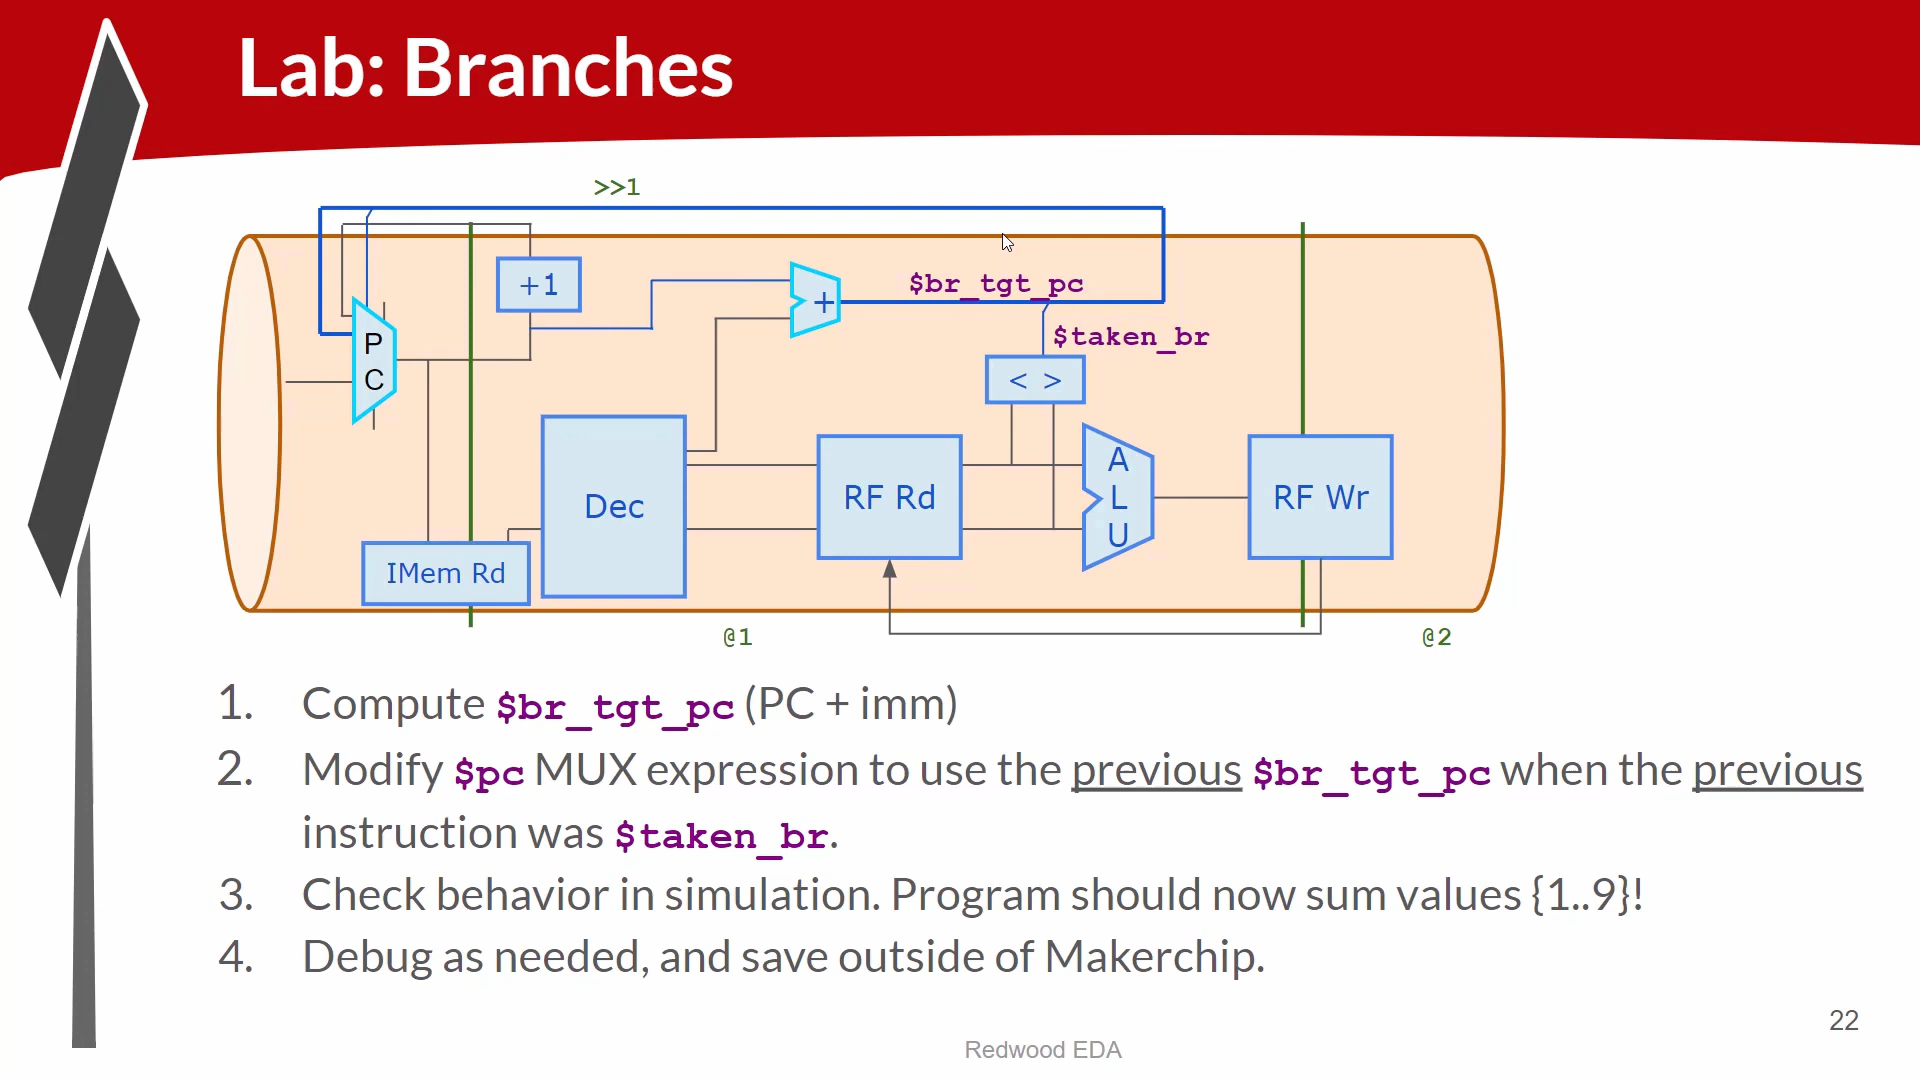 Lab: Branches
>>1
+1
$br_tgt_pc
+
$taken_br
P
C
< >
A
L
U
Dec
RF Rd
RF Wr
IMem Rd
@1
@2
1. Compute $br_tgt_pc (PC + imm)
2. Modify $pc MUX expression to use the previous $br_tgt_pc when the previous
instruction was $taken_br.
3. Check behavior in simulation. Program should now sum values {1..9}!
4. Debug as needed, and save outside of Makerchip.
22
Redwood EDA